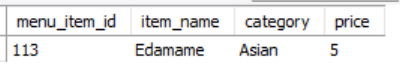 menu_item_id item_name category price
113 Edamame Asian 5